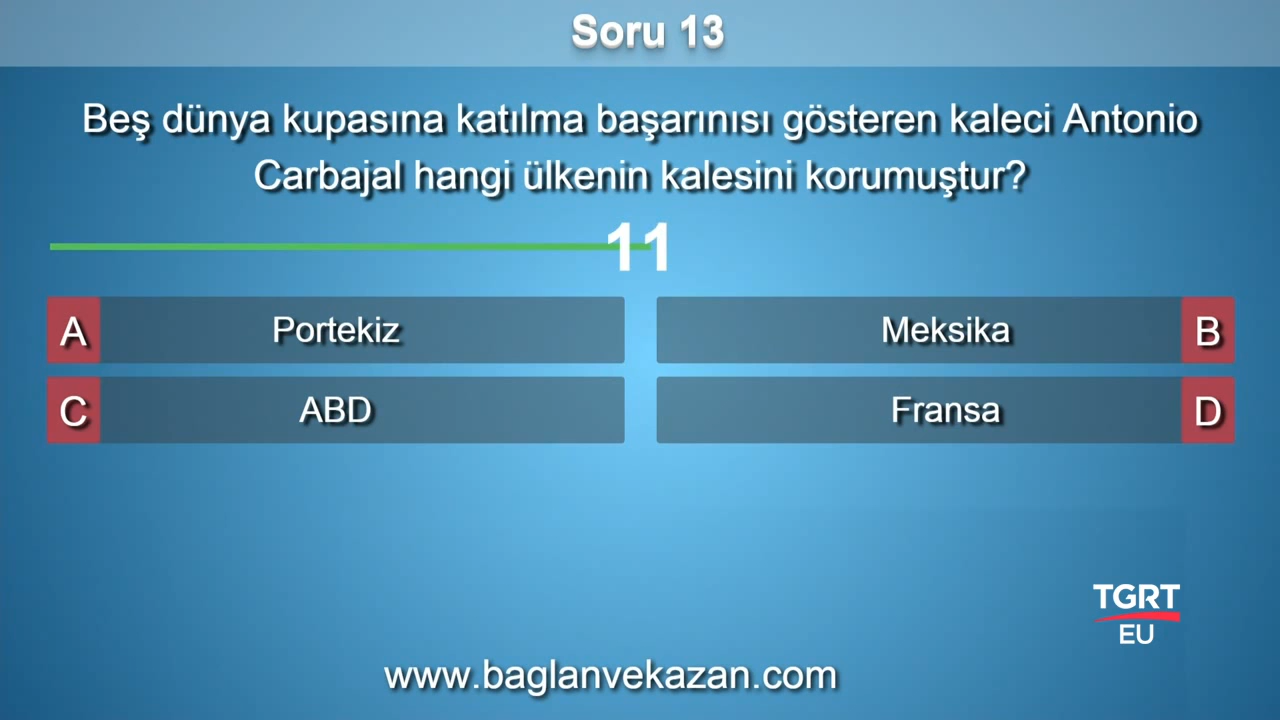 Soru 13
Beş dünya kupasına katılma başarınısı gösteren kaleci Antonio
Carbajal hangi ülkenin kalesini korumuştur?
11
A Portekiz
Meksika B
C ABD
Fransa D
TGRT
EU
www.baglanvekazan.com